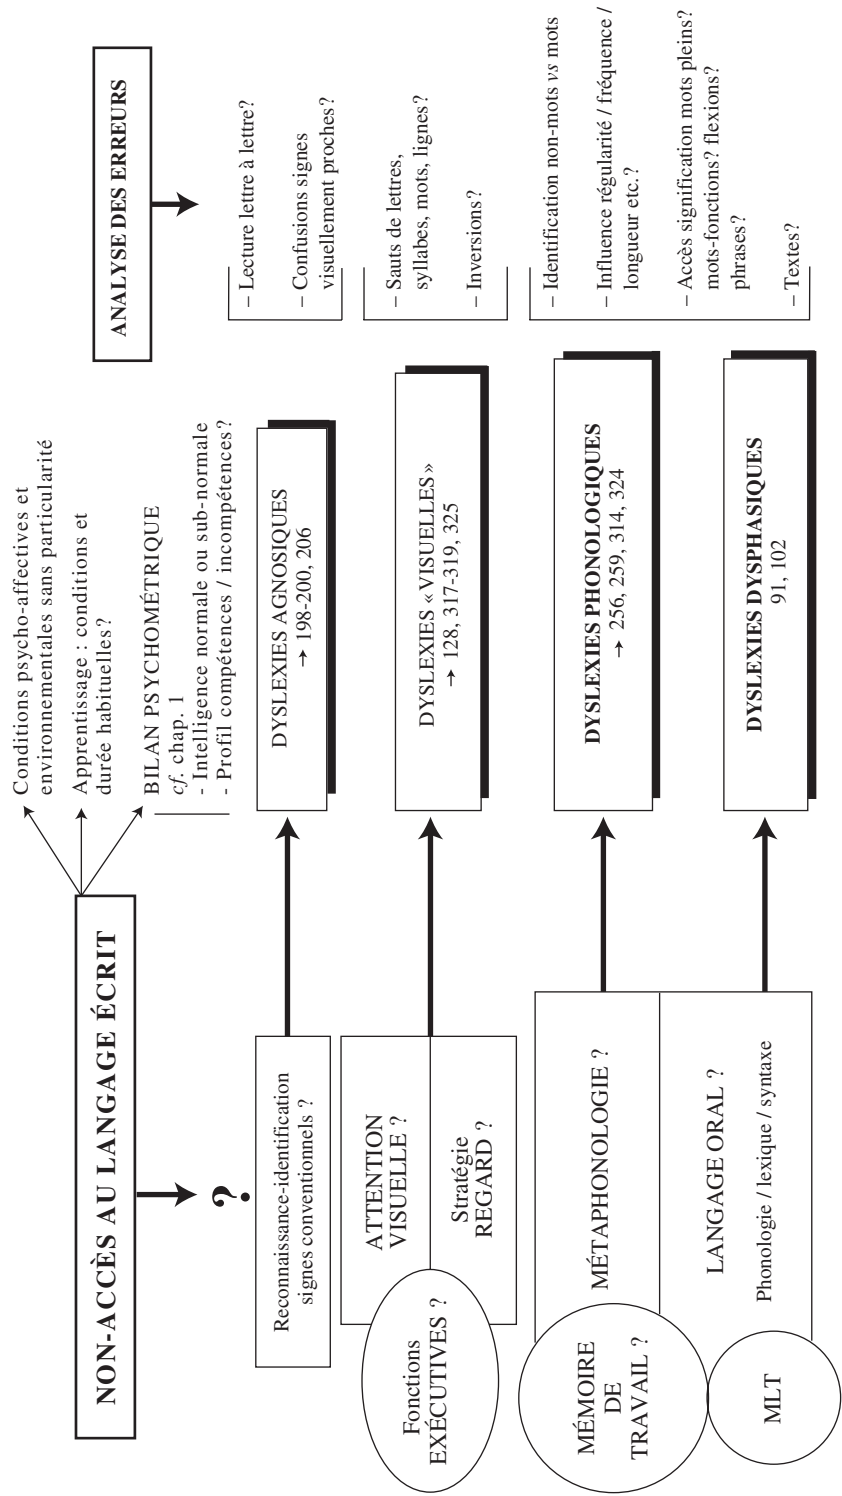 NON-ACCÈS AU LANGAGE ÉCRIT
Conditions psycho-affectives et
environnementales sans particularité
Apprentissage : conditions et
durée habituelles?
BILAN PSYCHOMÉTRIQUE
cf. chap. 1
- Intelligence normale ou sub-normale
- Profil compétences / incompétences?
ANALYSE DES ERREURS
?
Reconnaissance-identification
signes conventionnels ?
DYSLEXIES AGNOSIQUES
→ 198-200, 206
– Lecture lettre à lettre?
– Confusions signes
visuellement proches?
Fonctions
EXÉCUTIVES ?
ATTENTION
VISUELLE ?
Stratégie
REGARD ?
DYSLEXIES « VISUELLES »
→ 128, 317-319, 325
– Sauts de lettres,
syllabes, mots, lignes?
– Inversions?
MÉMOIRE
DE
TRAVAIL ?
MÉTAPHONOLOGIE ?
DYSLEXIES PHONOLOGIQUES
→ 256, 259, 314, 324
– Identification non-mots vs mots
– Influence régularité / fréquence /
longueur etc.?
MLT
LANGAGE ORAL ?
Phonologie / lexique / syntaxe
DYSLEXIES DYSPHASIQUES
91, 102
– Accès signification mots pleins?
mots-fonctions? flexions?
phrases?
– Textes?